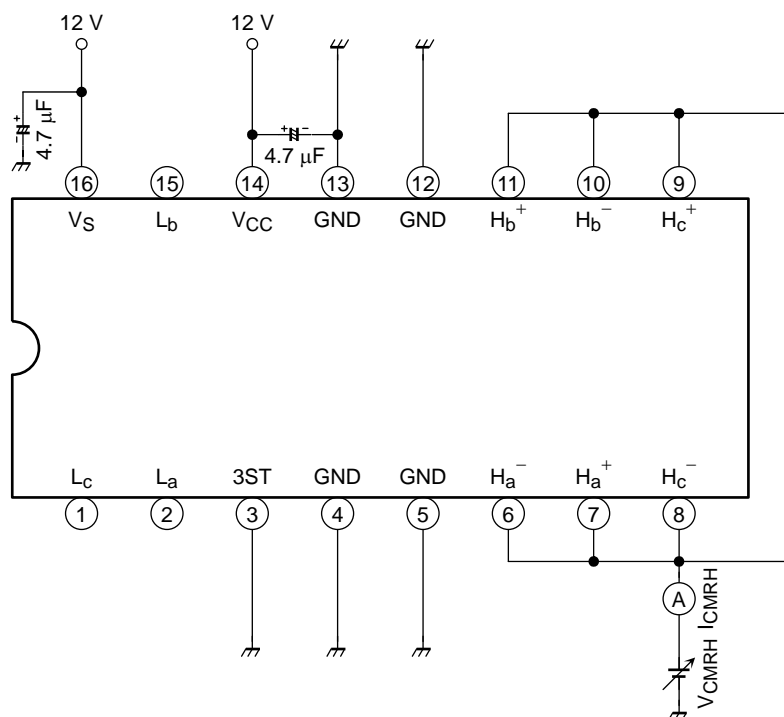 12 V 12 V
+ - 4.7 μF
+ - 4.7 μF
16 15 14 13 12 11 10 9
VS Lb VCC GND GND Hb+ Hb− Hc+
Lc La 3ST GND GND Ha− Ha+ Hc−
1 2 3 4 5 6 7 8
A
VCMRH ICMRH